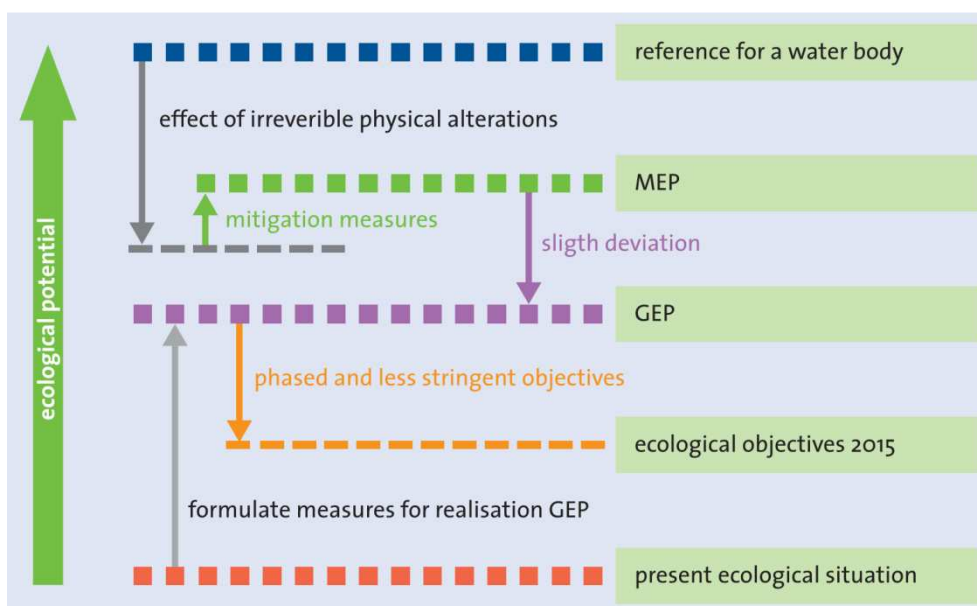 reference for a water body
effect of irreverible physical alterations
MEP
mitigation measures
sligth deviation
ecological potential
GEP
phased and less stringent objectives
ecological objectives 2015
formulate measures for realisation GEP
present ecological situation